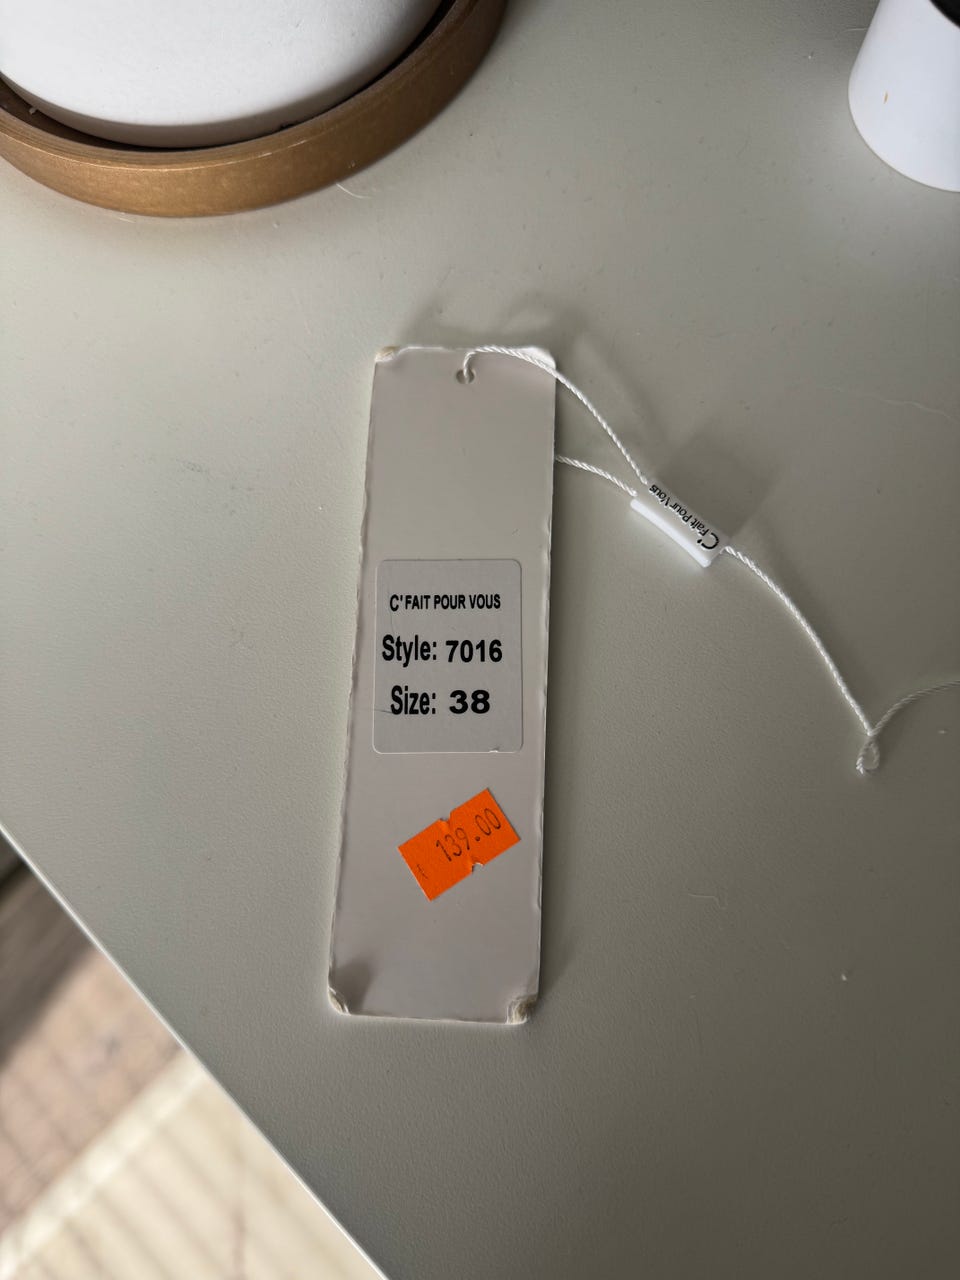 C' Fait Pour Vous
C' FAIT POUR VOUS
Style: 7016
Size: 38
139.00